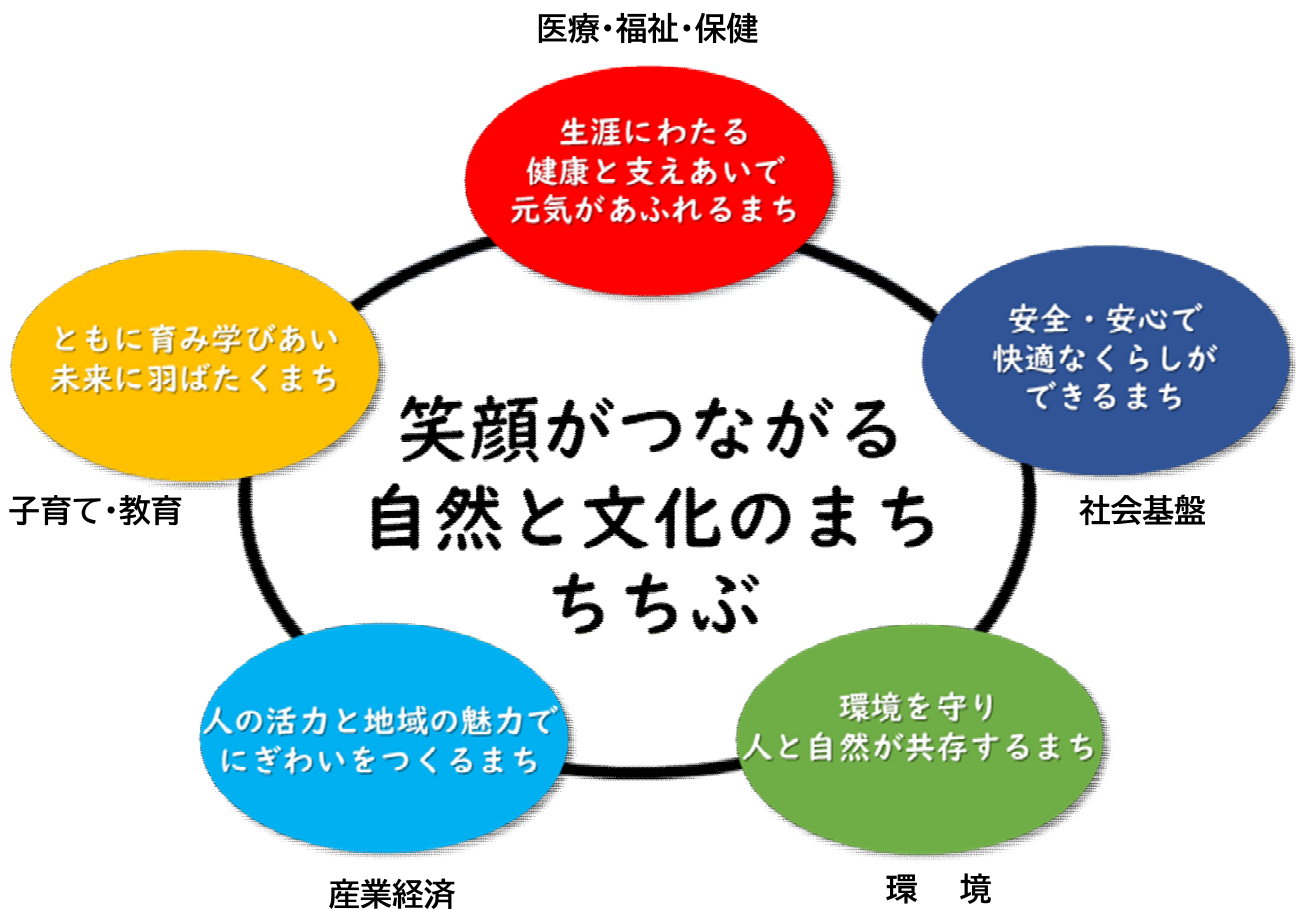 医療・福祉・保健
生涯にわたる
健康と支えあいで
元気があふれるまち
安全・安心で
快適なくらしが
できるまち
社会基盤
ともに育み学びあい
未来に羽ばたくまち
子育て・教育
笑顔がつながる
自然と文化のまち
ちちぶ
人の活力と地域の魅力で
にぎわいをつくるまち
産業経済
環境を守り
人と自然が共存するまち
環　境